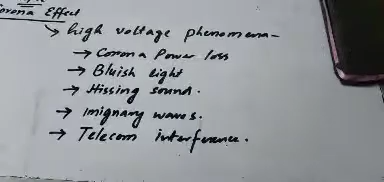 Corona Effect
→ high voltage phenomena-
→ Corona Power loss
→ Bluish light
→ Hissing sound.
→ imignary waves.
→ Telecom interference.